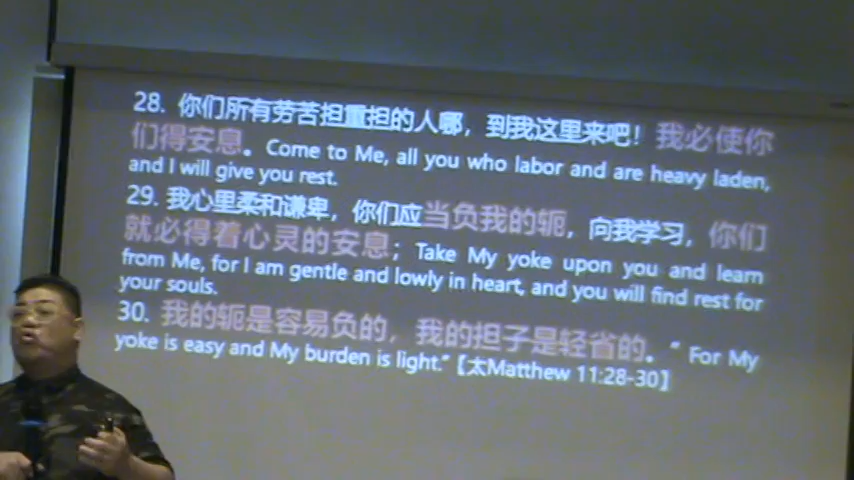 28. 你们所有劳苦担重担的人哪，到我这里来吧！我必使你
们得安息。Come to Me, all you who labor and are heavy laden,
and I will give you rest.
29. 我心里柔和谦卑，你们应当负我的轭，向我学习，你们
就必得着心灵的安息；Take My yoke upon you and learn
from Me, for I am gentle and lowly in heart, and you will find rest for
your souls.
30. 我的轭是容易负的，我的担子是轻省的。“ For My
yoke is easy and My burden is light.”【太Matthew 11:28-30】